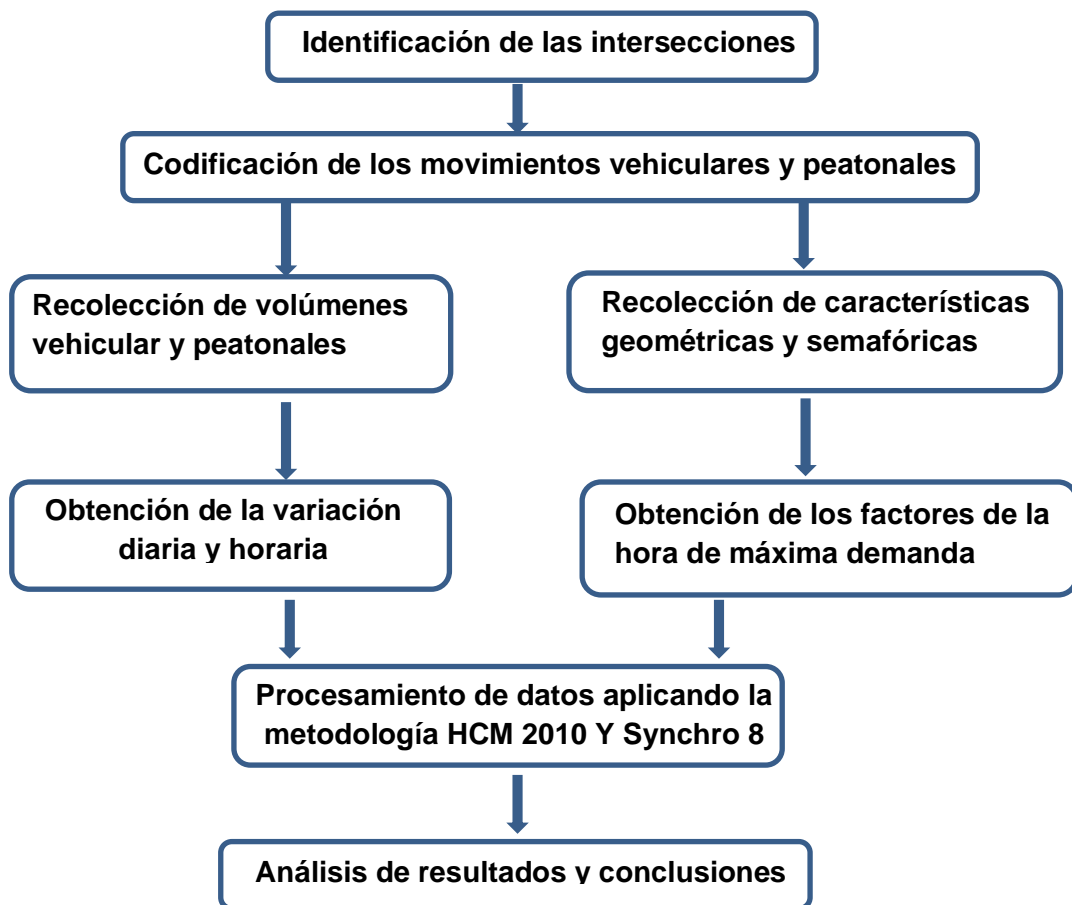 Identificación de las intersecciones
Codificación de los movimientos vehiculares y peatonales
Recolección de volúmenes
vehicular y peatonales
Recolección de características
geométricas y semafóricas
Obtención de la variación
diaria y horaria
Obtención de los factores de la
hora de máxima demanda
Procesamiento de datos aplicando la
metodología HCM 2010 Y Synchro 8
Análisis de resultados y conclusiones